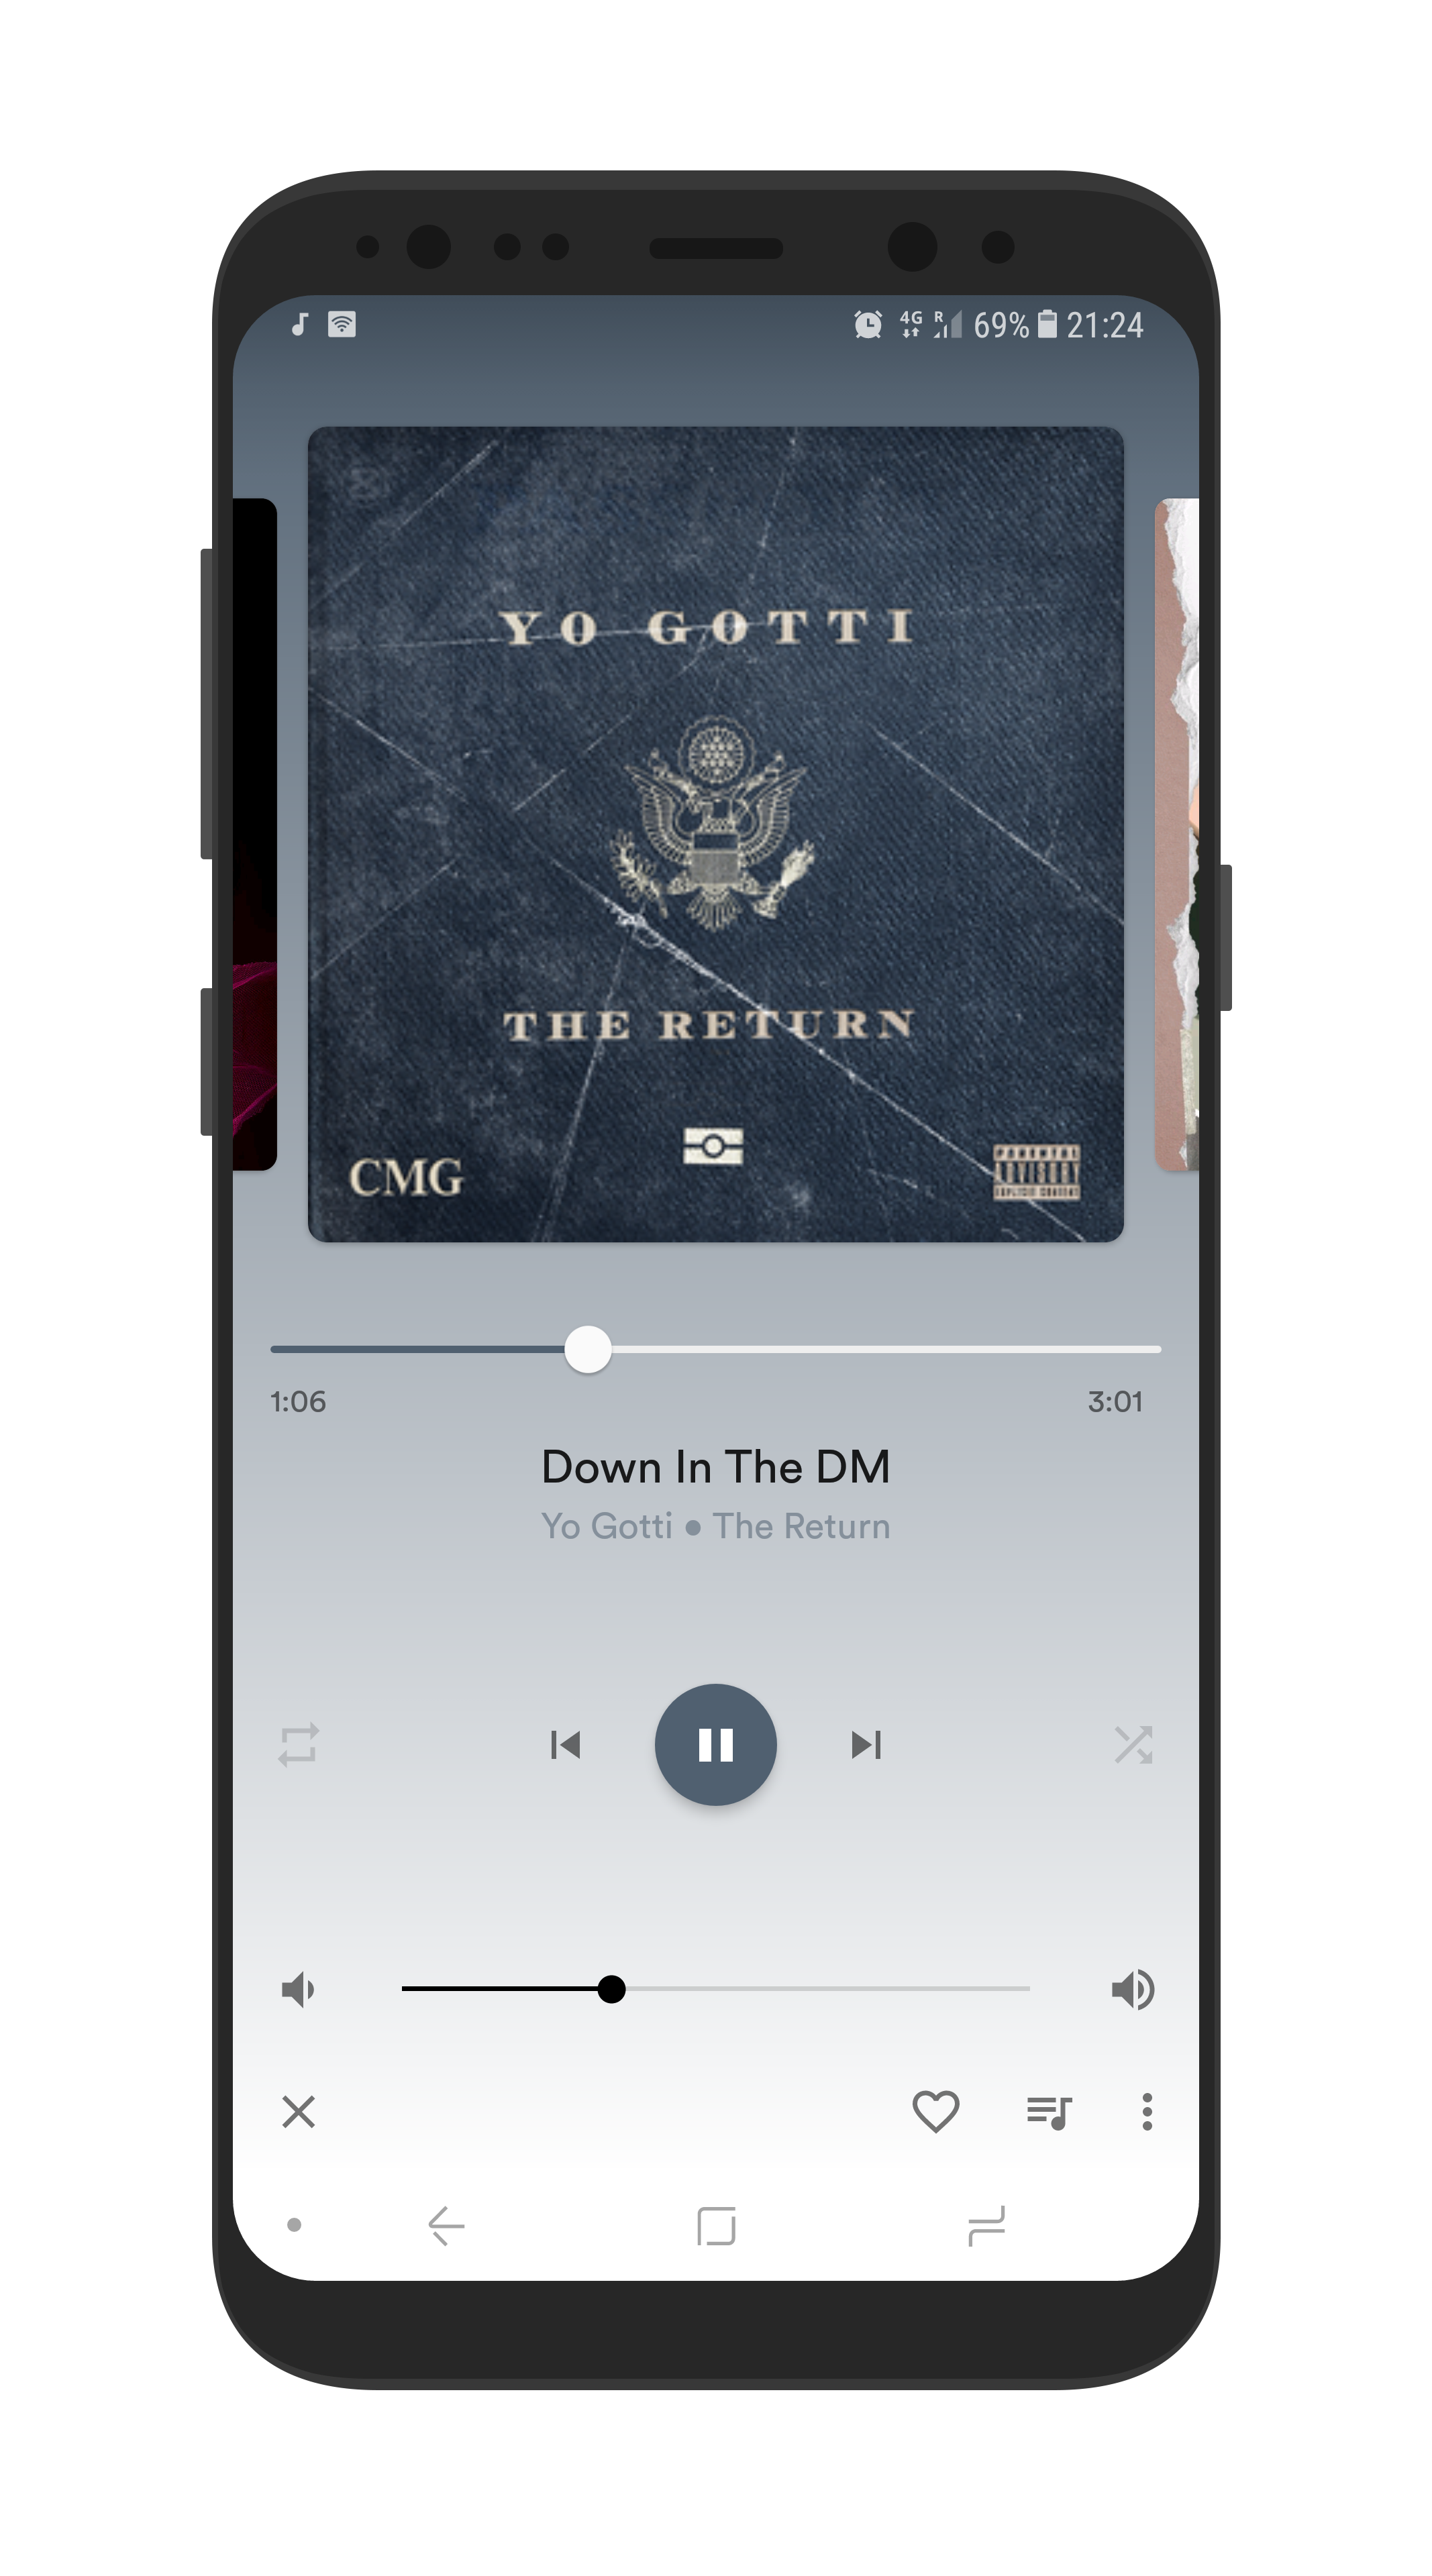 4G R 69% 21:24
YO GOTTI
THE RETURN
CMG
PARENTAL
ADVISORY
EXPLICIT CONTENT
1:06 3:01
Down In The DM
Yo Gotti • The Return